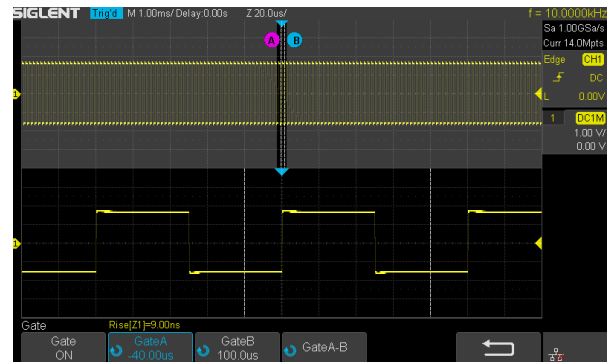 SIGLENT Trig'd M 1.00ms/ Delay:0.00s Z 20.0us/ f = 10.0000kHz
Sa 1.00GSa/s
Curr 14.0Mpts
Edge CH1
DC
L 0.00V
1 DC1M
1.00 V/
0.00 V
A B
1
1
Gate Rise[Z1]=9.00ns
Gate
ON
GateA
-40.00us
GateB
100.0us
GateA-B